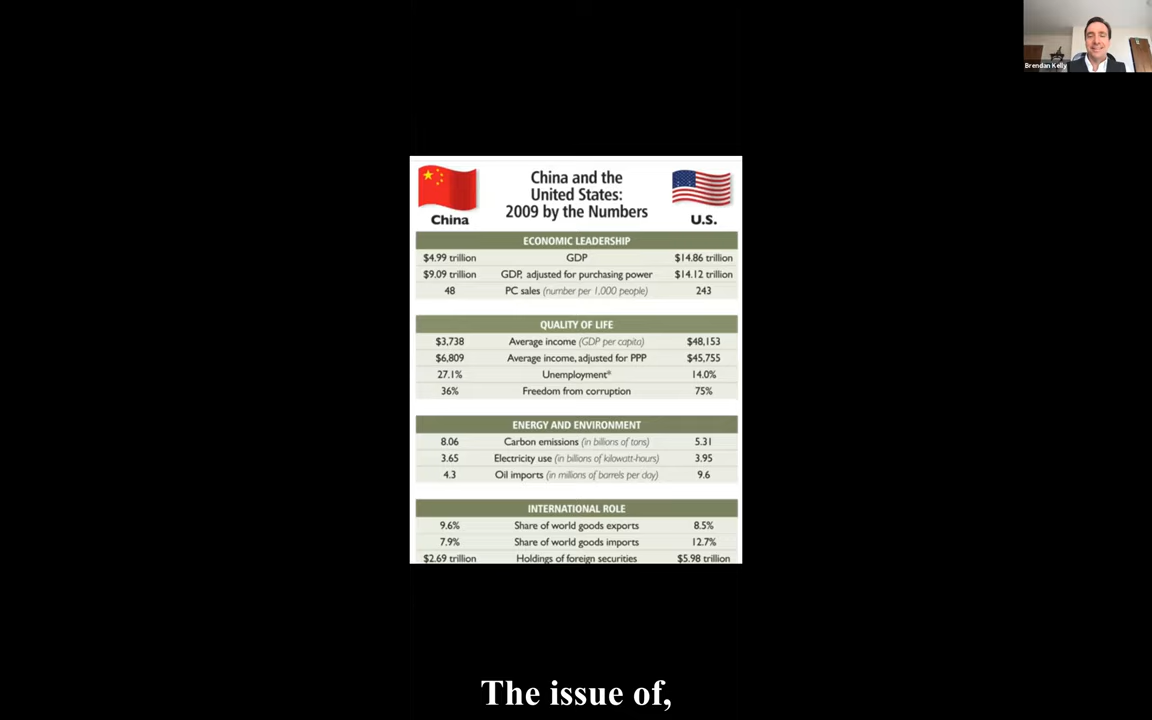 Brendan Kelly
China and the
United States:
2009 by the Numbers
China
U.S.
ECONOMIC LEADERSHIP
$4.99 trillion GDP $14.86 trillion
$9.09 trillion GDP, adjusted for purchasing power $14.12 trillion
48 PC sales (number per 1,000 people) 243
QUALITY OF LIFE
$3,738 Average income (GDP per capita) $48,153
$6,809 Average income, adjusted for PPP $45,755
27.1% Unemployment* 14.0%
36% Freedom from corruption 75%
ENERGY AND ENVIRONMENT
8.06 Carbon emissions (in billions of tons) 5.31
3.65 Electricity use (in billions of kilowatt-hours) 3.95
4.3 Oil imports (in millions of barrels per day) 9.6
INTERNATIONAL ROLE
9.6% Share of world goods exports 8.5%
7.9% Share of world goods imports 12.7%
$2.69 trillion Holdings of foreign securities $5.98 trillion
The issue of,